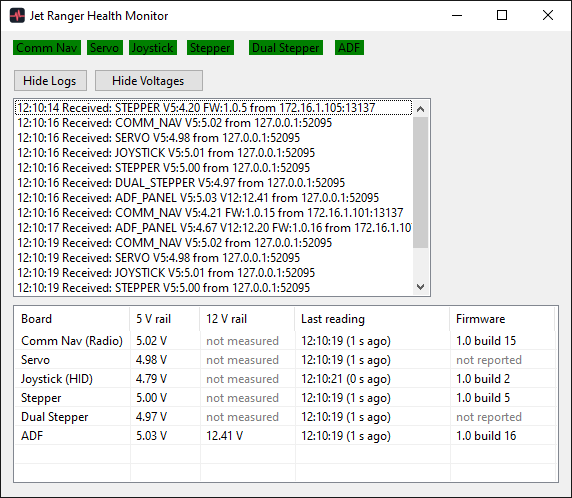 Jet Ranger Health Monitor
Comm Nav Servo Joystick Stepper Dual Stepper ADF
Hide Logs Hide Voltages
12:10:14 Received: STEPPER V5:4.20 FW:1.0.5 from 172.16.1.105:13137
12:10:16 Received: COMM_NAV V5:5.02 from 127.0.0.1:52095
12:10:16 Received: SERVO V5:4.98 from 127.0.0.1:52095
12:10:16 Received: JOYSTICK V5:5.01 from 127.0.0.1:52095
12:10:16 Received: STEPPER V5:5.00 from 127.0.0.1:52095
12:10:16 Received: DUAL_STEPPER V5:4.97 from 127.0.0.1:52095
12:10:16 Received: ADF_PANEL V5:5.03 V12:12.41 from 127.0.0.1:52095
12:10:16 Received: COMM_NAV V5:4.21 FW:1.0.15 from 172.16.1.101:13137
12:10:17 Received: ADF_PANEL V5:4.67 V12:12.20 FW:1.0.16 from 172.16.1.10
12:10:19 Received: COMM_NAV V5:5.02 from 127.0.0.1:52095
12:10:19 Received: SERVO V5:4.98 from 127.0.0.1:52095
12:10:19 Received: JOYSTICK V5:5.01 from 127.0.0.1:52095
12:10:19 Received: STEPPER V5:5.00 from 127.0.0.1:52095
Board 5 V rail 12 V rail Last reading Firmware
Comm Nav (Radio) 5.02 V not measured 12:10:19 (1 s ago) 1.0 build 15
Servo 4.98 V not measured 12:10:19 (1 s ago) not reported
Joystick (HID) 4.79 V not measured 12:10:21 (0 s ago) 1.0 build 2
Stepper 5.00 V not measured 12:10:19 (1 s ago) 1.0 build 5
Dual Stepper 4.97 V not measured 12:10:19 (1 s ago) not reported
ADF 5.03 V 12.41 V 12:10:19 (1 s ago) 1.0 build 16